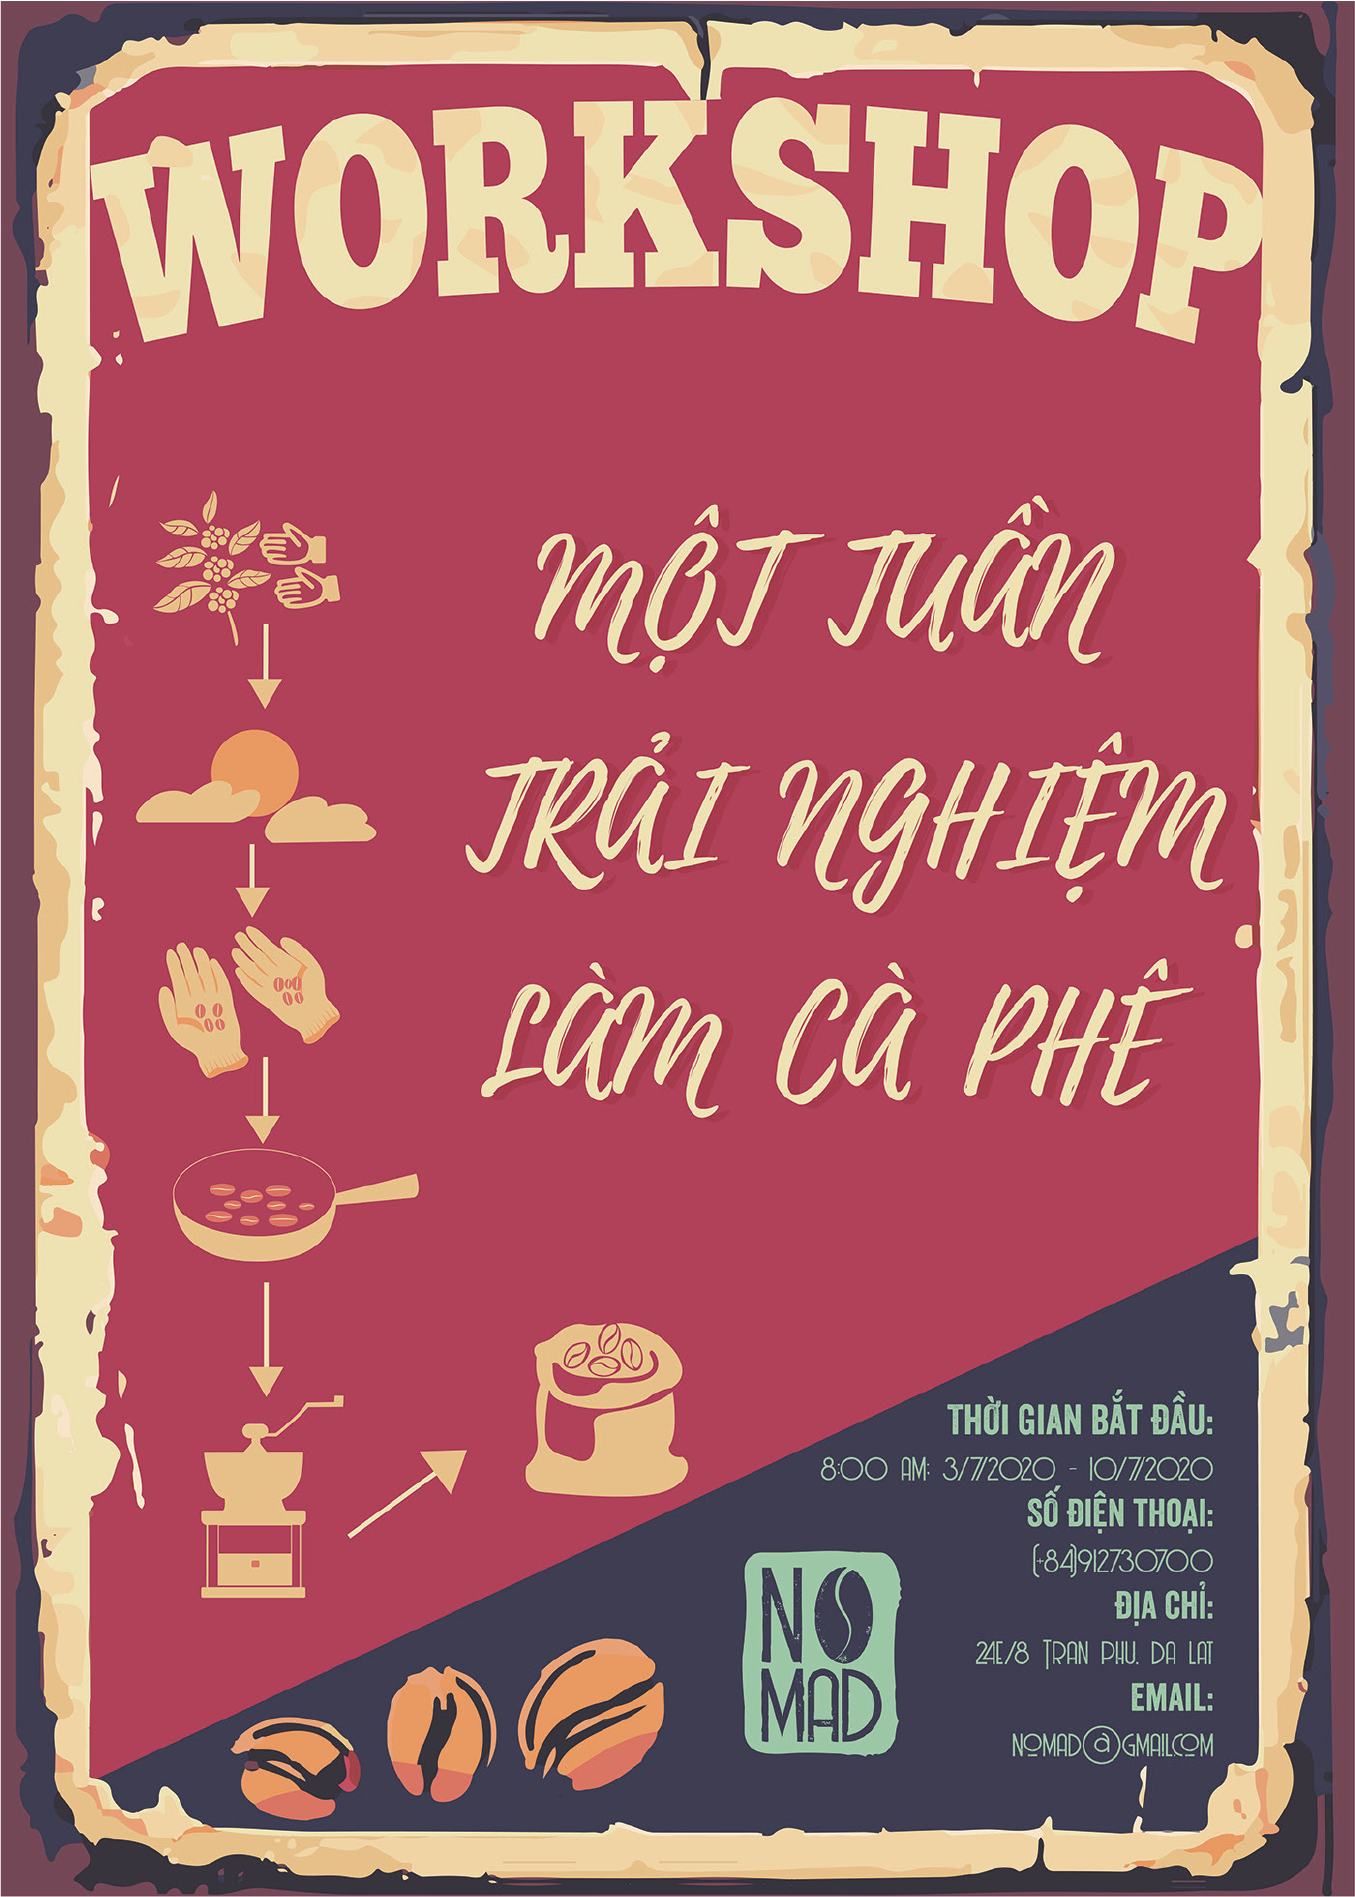 WORKSHOP
MỘT TUẦN
TRẢI NGHIỆM
LÀM CÀ PHÊ
THỜI GIAN BẮT ĐẦU:
8:00 AM: 3/7/2020 - 10/7/2020
SỐ ĐIỆN THOẠI:
(+84)912730700
ĐỊA CHỈ:
24E/8 TRAN PHU. DA LAT
EMAIL:
NOMAD@GMAIL.COM
NO
MAD